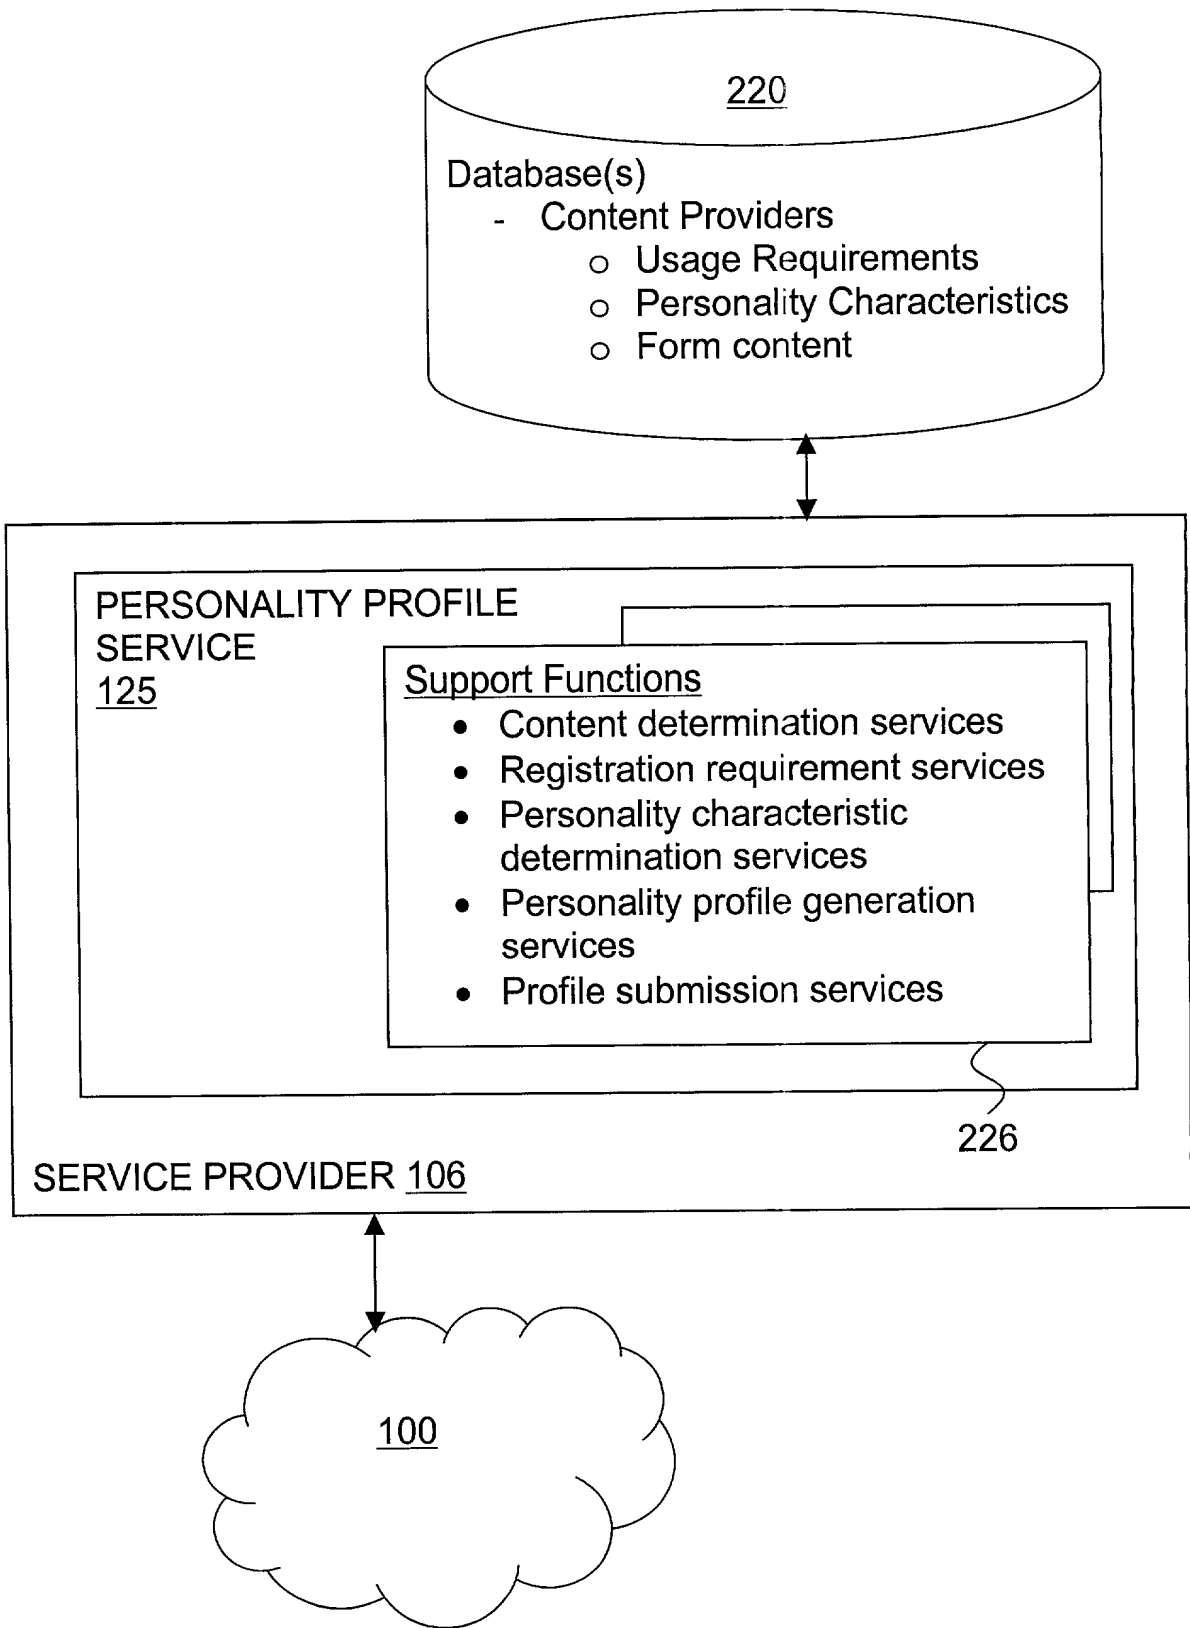 220
Database(s)
- Content Providers
o Usage Requirements
o Personality Characteristics
o Form content
PERSONALITY PROFILE
SERVICE
125
Support Functions
• Content determination services
• Registration requirement services
• Personality characteristic
determination services
• Personality profile generation
services
• Profile submission services
226
SERVICE PROVIDER 106
100